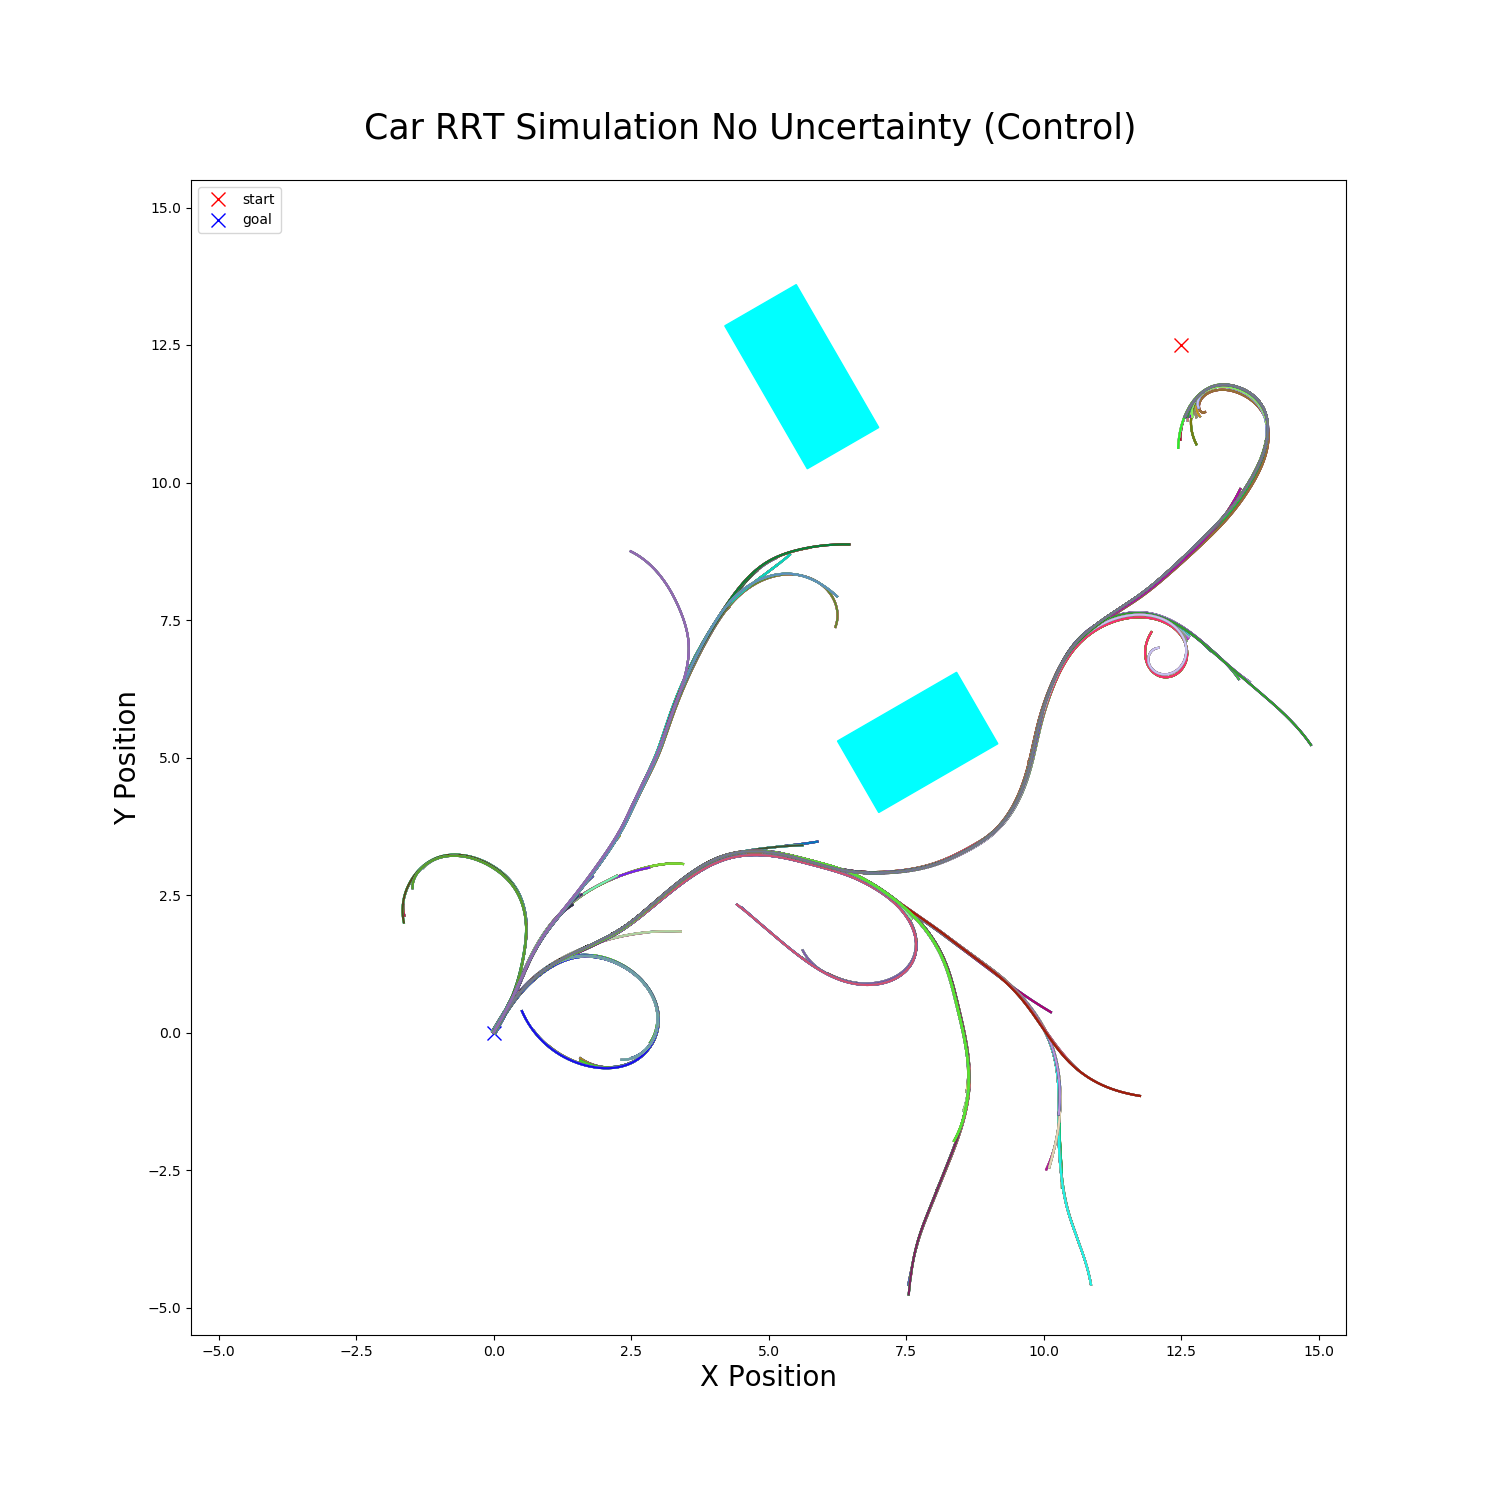 Car RRT Simulation No Uncertainty (Control)
start
goal
15.0
12.5
10.0
7.5
5.0
2.5
0.0
−2.5
−5.0
Y Position
−5.0 −2.5 0.0 2.5 5.0 7.5 10.0 12.5 15.0
X Position